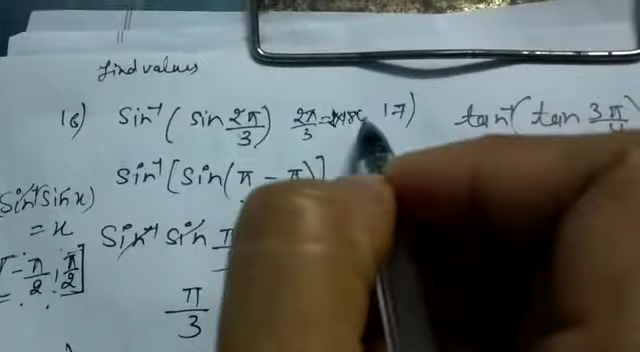 find values
16) sin⁻¹(sin 2π/3) 2π/3 = 17) tan⁻¹(tan 3π/4
sin⁻¹[sin(π - π)]
sin⁻¹ sin x)
= x
sin⁻¹ sin π
[-π/2, π/2]
π/3